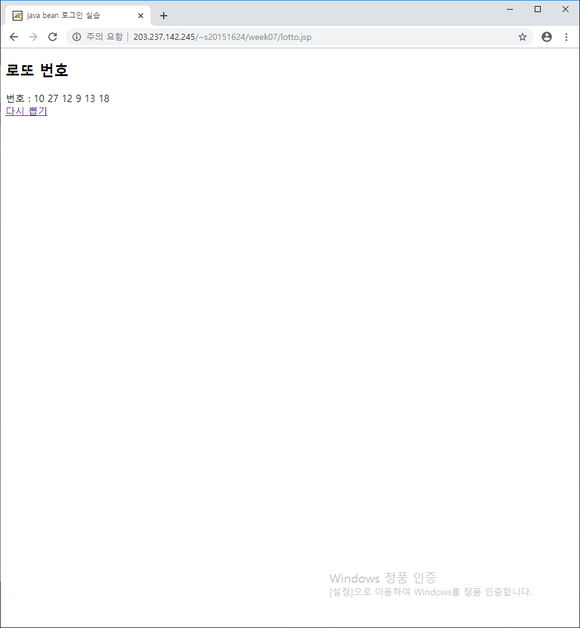 java bean 로그인 실습
주의 요함 | 203.237.142.245/~s20151624/week07/lotto.jsp
로또 번호
번호 : 10 27 12 9 13 18
다시 뽑기
Windows 정품 인증
[설정]으로 이동하여 Windows를 정품 인증합니다.